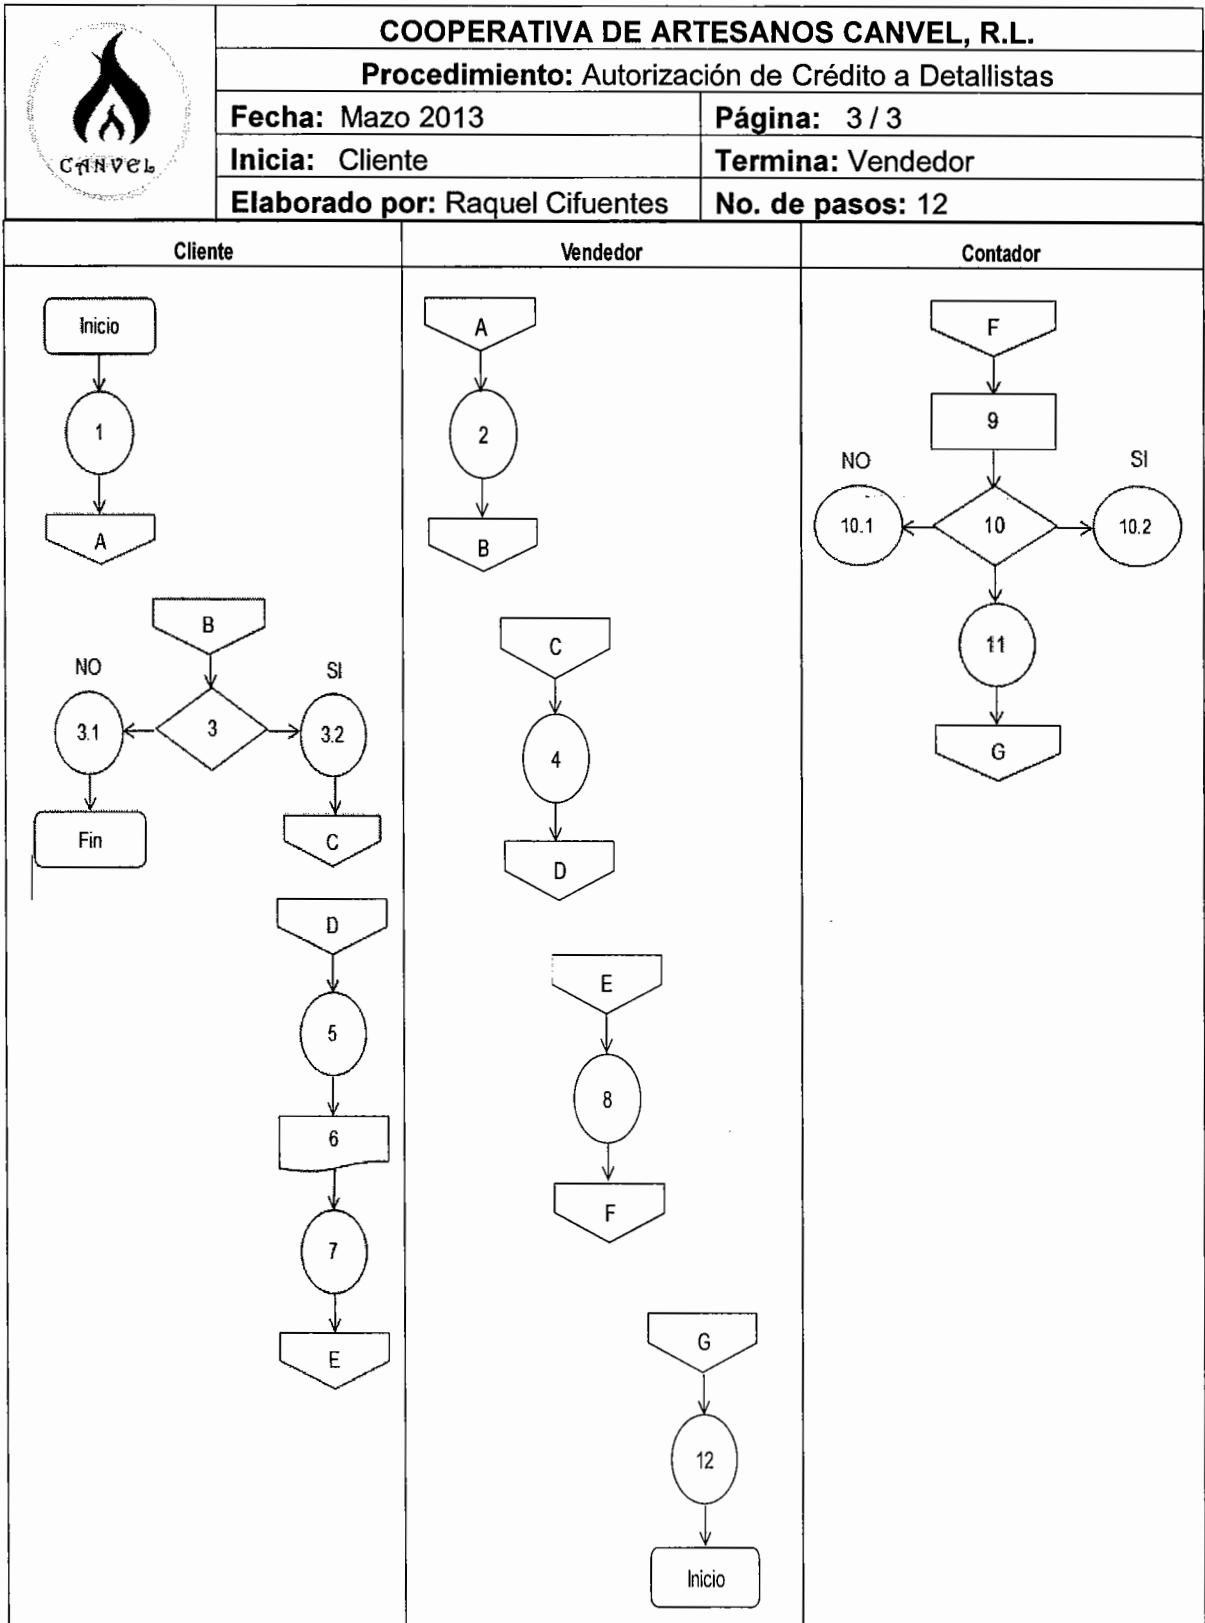 COOPERATIVA DE ARTESANOS CANVEL, R.L.
Procedimiento: Autorización de Crédito a Detallistas
Fecha: Mazo 2013
Página: 3 / 3
CANVEL
Inicia: Cliente
Termina: Vendedor
Elaborado por: Raquel Cifuentes
No. de pasos: 12
Cliente
Inicio
1
A
B
NO
SI
3.1
3
3.2
Fin
C
D
5
6
7
E
Vendedor
A
2
B
C
4
D
E
8
F
G
12
Inicio
Contador
F
9
NO
SI
10.1
10
10.2
11
G